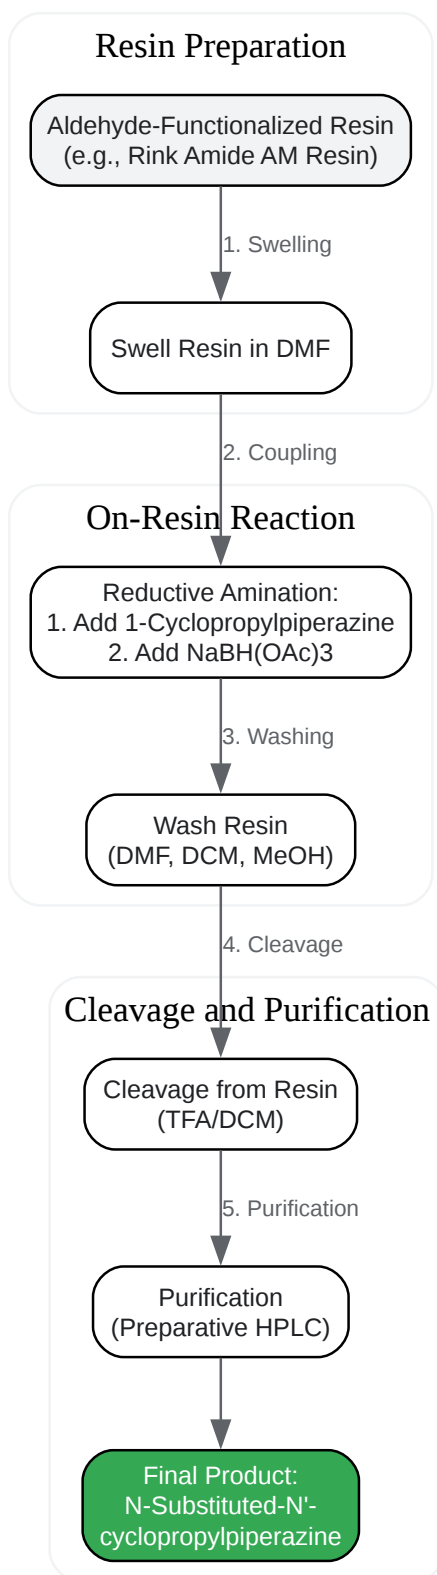 Resin Preparation
Aldehyde-Functionalized Resin
(e.g., Rink Amide AM Resin)
1. Swelling
Swell Resin in DMF
2. Coupling
On-Resin Reaction
Reductive Amination:
1. Add 1-Cyclopropylpiperazine
2. Add NaBH(OAc)3
3. Washing
Wash Resin
(DMF, DCM, MeOH)
4. Cleavage
Cleavage and Purification
Cleavage from Resin
(TFA/DCM)
5. Purification
Purification
(Preparative HPLC)
Final Product:
N-Substituted-N'-
cyclopropylpiperazine